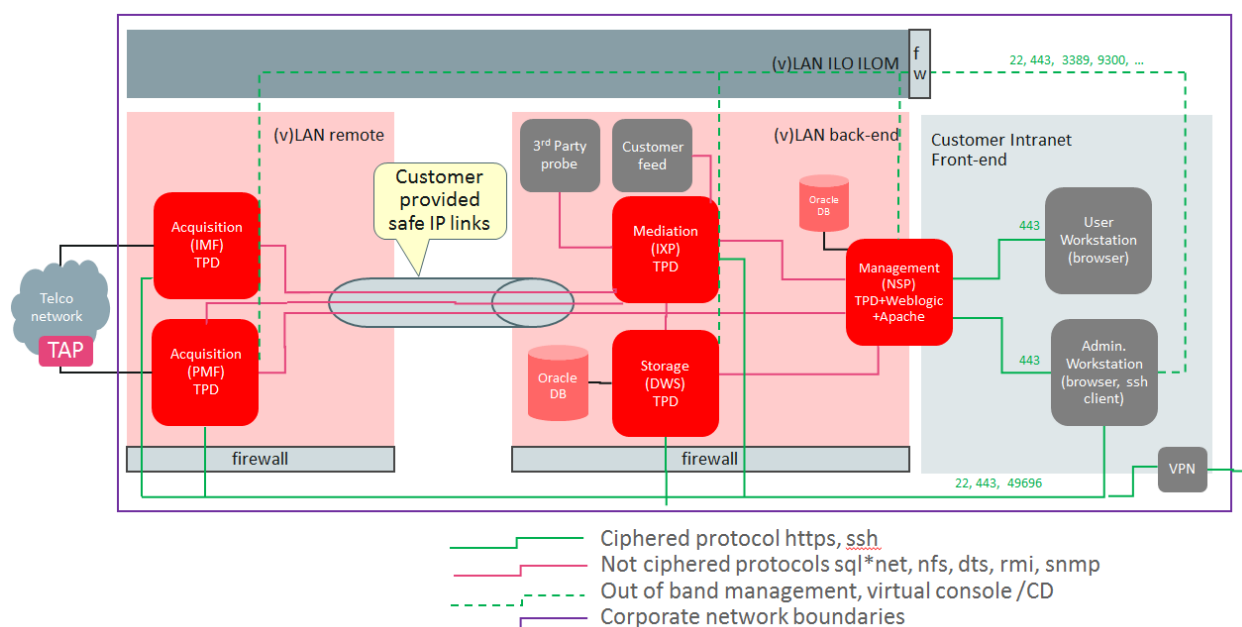 (v)LAN ILO ILOM
f
w
22, 443, 3389, 9300, ...
(v)LAN remote
(v)LAN back-end
Customer Intranet
Front-end
3rd Party
probe
Customer
feed
Customer
provided
safe IP links
Oracle
DB
Acquisition
(IMF)
TPD
Mediation
(IXP)
TPD
443
User
Workstation
(browser)
Management
(NSP)
TPD+Weblogic
+Apache
Telco
network
TAP
Acquisition
(PMF)
TPD
Oracle
DB
Storage
(DWS)
TPD
443
Admin.
Workstation
(browser, ssh
client)
firewall
firewall
VPN
22, 443, 49696
Ciphered protocol https, ssh
Not ciphered protocols sql*net, nfs, dts, rmi, snmp
Out of band management, virtual console /CD
Corporate network boundaries